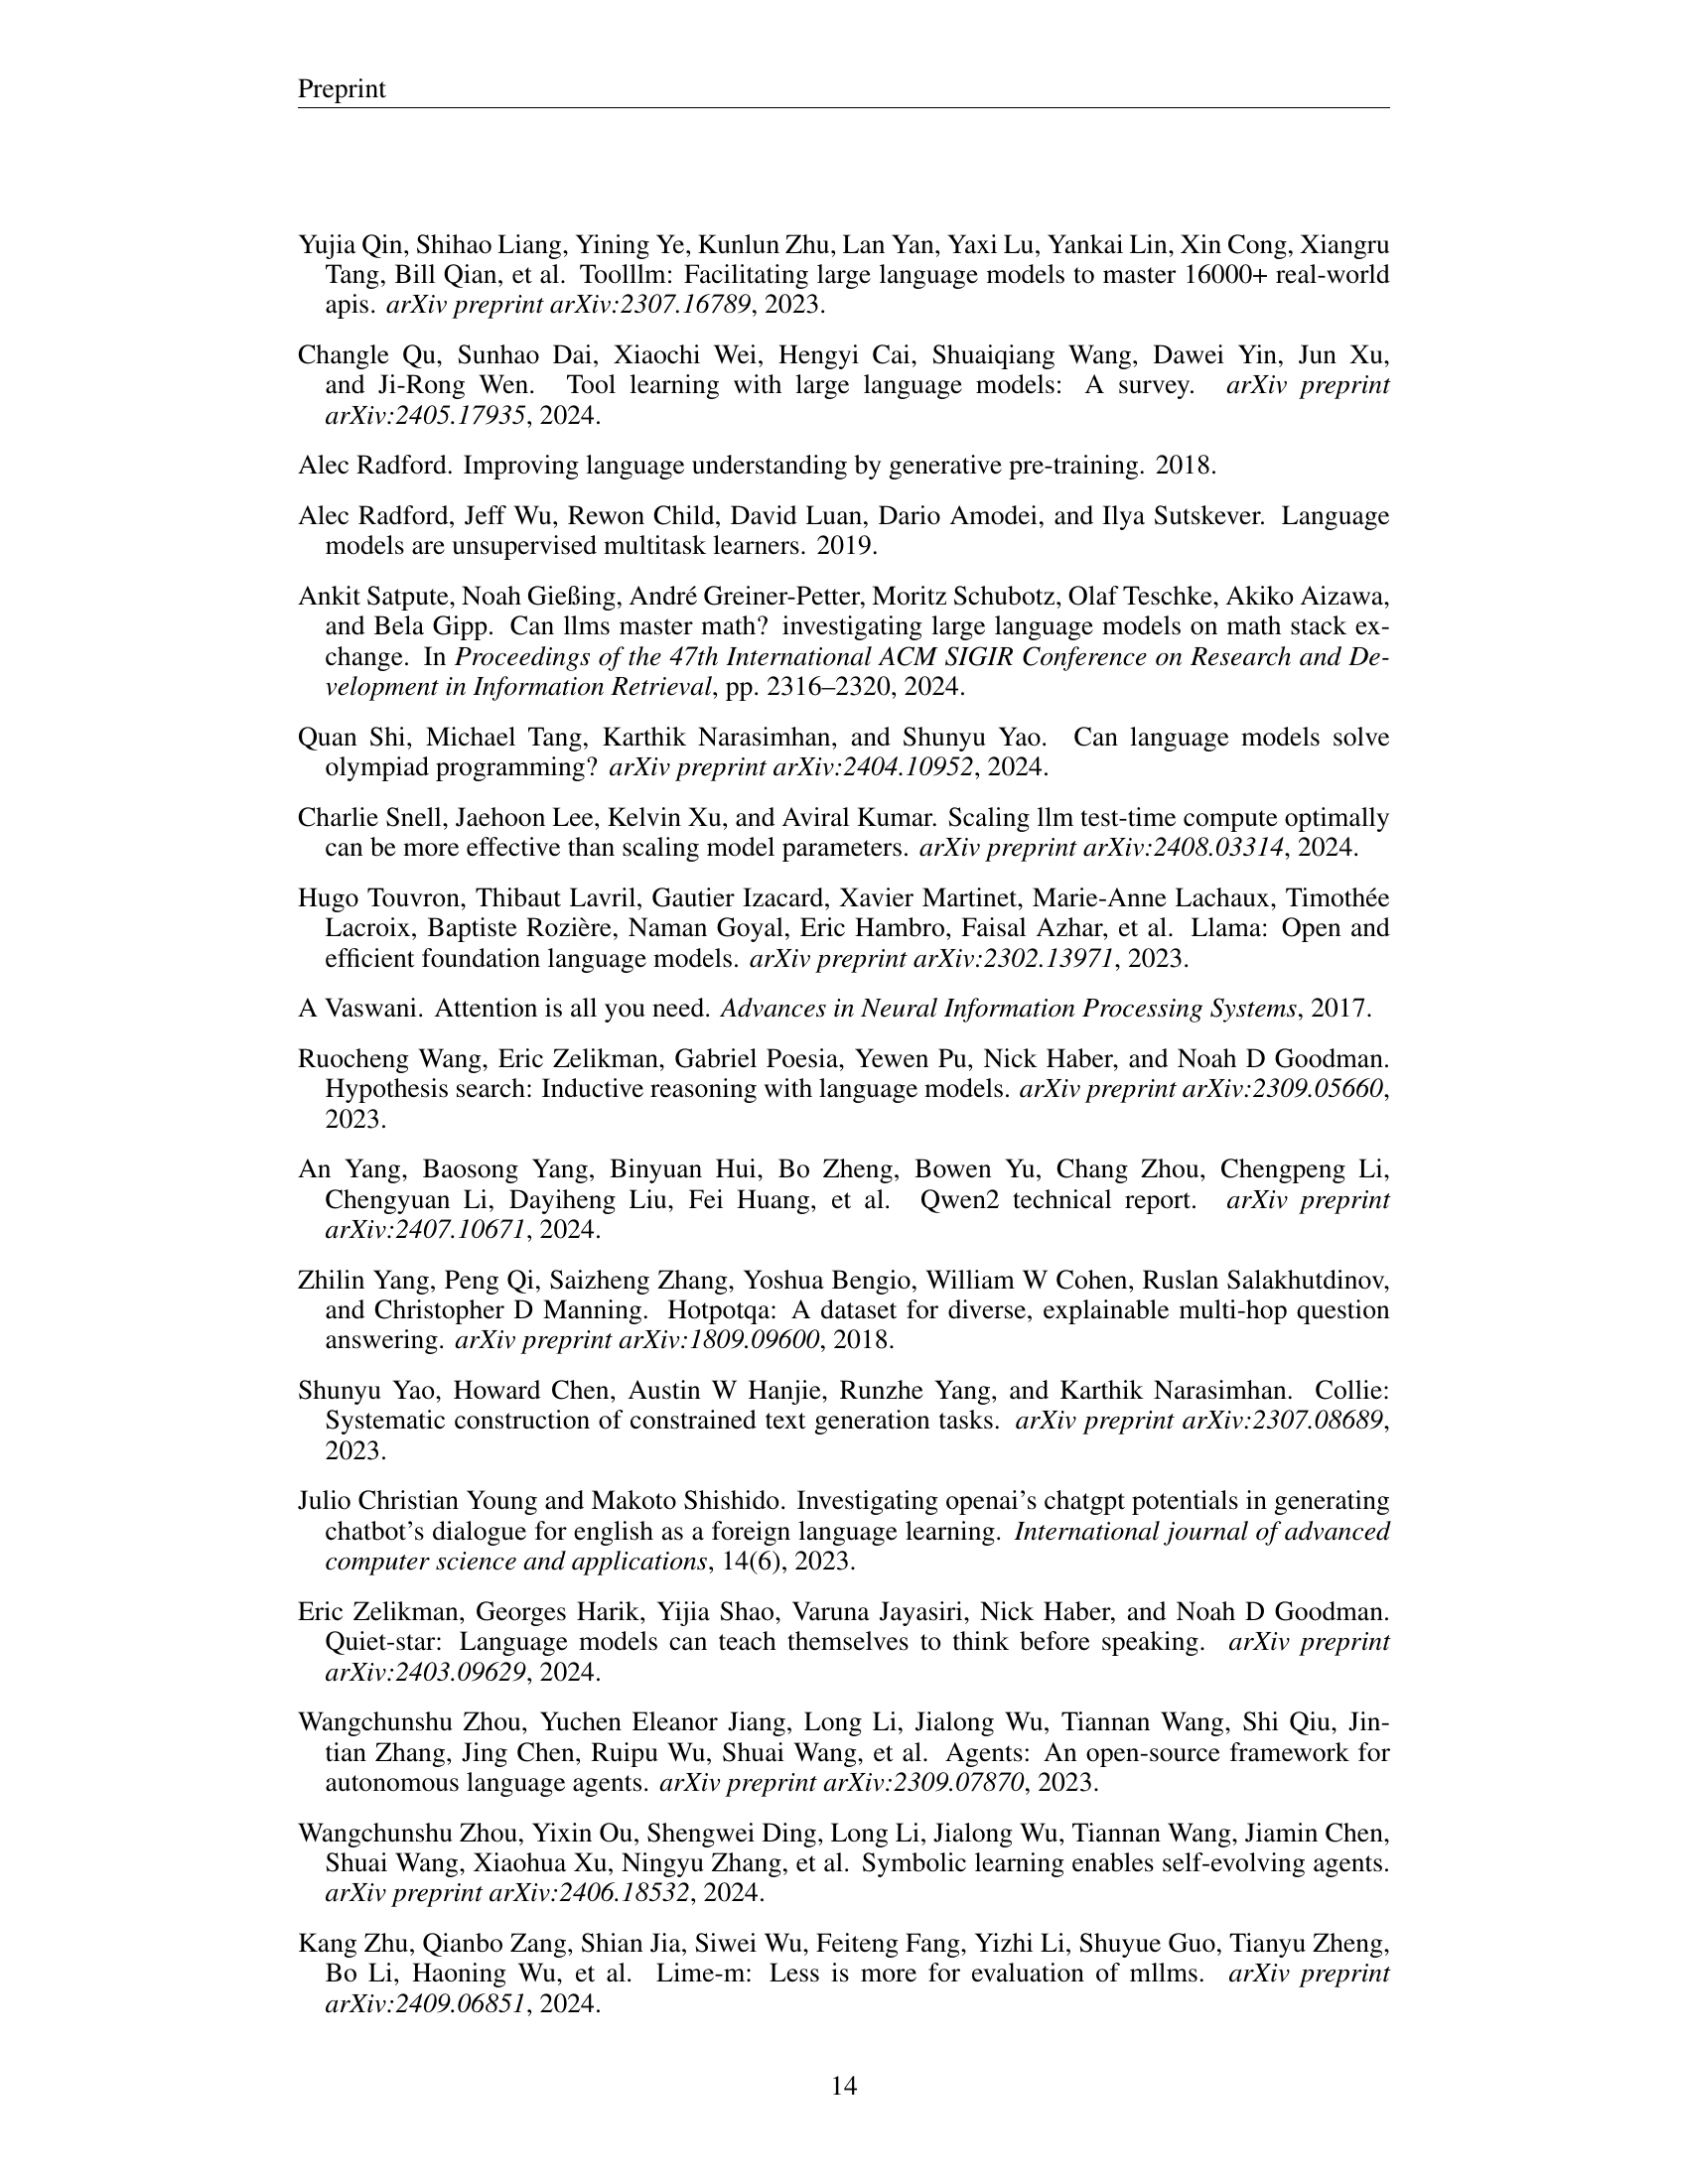 Preprint
Yujia Qin, Shihao Liang, Yining Ye, Kunlun Zhu, Lan Yan, Yaxi Lu, Yankai Lin, Xin Cong, Xiangru
Tang, Bill Qian, et al. Toolllm: Facilitating large language models to master 16000+ real-world
apis. arXiv preprint arXiv:2307.16789, 2023.
Changle Qu, Sunhao Dai, Xiaochi Wei, Hengyi Cai, Shuaiqiang Wang, Dawei Yin, Jun Xu,
and Ji-Rong Wen. Tool learning with large language models: A survey. arXiv preprint
arXiv:2405.17935, 2024.
Alec Radford. Improving language understanding by generative pre-training. 2018.
Alec Radford, Jeff Wu, Rewon Child, David Luan, Dario Amodei, and Ilya Sutskever. Language
models are unsupervised multitask learners. 2019.
Ankit Satpute, Noah Gießing, André Greiner-Petter, Moritz Schubotz, Olaf Teschke, Akiko Aizawa,
and Bela Gipp. Can llms master math? investigating large language models on math stack ex-
change. In Proceedings of the 47th International ACM SIGIR Conference on Research and De-
velopment in Information Retrieval, pp. 2316–2320, 2024.
Quan Shi, Michael Tang, Karthik Narasimhan, and Shunyu Yao. Can language models solve
olympiad programming? arXiv preprint arXiv:2404.10952, 2024.
Charlie Snell, Jaehoon Lee, Kelvin Xu, and Aviral Kumar. Scaling llm test-time compute optimally
can be more effective than scaling model parameters. arXiv preprint arXiv:2408.03314, 2024.
Hugo Touvron, Thibaut Lavril, Gautier Izacard, Xavier Martinet, Marie-Anne Lachaux, Timothée
Lacroix, Baptiste Rozière, Naman Goyal, Eric Hambro, Faisal Azhar, et al. Llama: Open and
efficient foundation language models. arXiv preprint arXiv:2302.13971, 2023.
A Vaswani. Attention is all you need. Advances in Neural Information Processing Systems, 2017.
Ruocheng Wang, Eric Zelikman, Gabriel Poesia, Yewen Pu, Nick Haber, and Noah D Goodman.
Hypothesis search: Inductive reasoning with language models. arXiv preprint arXiv:2309.05660,
2023.
An Yang, Baosong Yang, Binyuan Hui, Bo Zheng, Bowen Yu, Chang Zhou, Chengpeng Li,
Chengyuan Li, Dayiheng Liu, Fei Huang, et al. Qwen2 technical report. arXiv preprint
arXiv:2407.10671, 2024.
Zhilin Yang, Peng Qi, Saizheng Zhang, Yoshua Bengio, William W Cohen, Ruslan Salakhutdinov,
and Christopher D Manning. Hotpotqa: A dataset for diverse, explainable multi-hop question
answering. arXiv preprint arXiv:1809.09600, 2018.
Shunyu Yao, Howard Chen, Austin W Hanjie, Runzhe Yang, and Karthik Narasimhan. Collie:
Systematic construction of constrained text generation tasks. arXiv preprint arXiv:2307.08689,
2023.
Julio Christian Young and Makoto Shishido. Investigating openai's chatgpt potentials in generating
chatbot's dialogue for english as a foreign language learning. International journal of advanced
computer science and applications, 14(6), 2023.
Eric Zelikman, Georges Harik, Yijia Shao, Varuna Jayasiri, Nick Haber, and Noah D Goodman.
Quiet-star: Language models can teach themselves to think before speaking. arXiv preprint
arXiv:2403.09629, 2024.
Wangchunshu Zhou, Yuchen Eleanor Jiang, Long Li, Jialong Wu, Tiannan Wang, Shi Qiu, Jin-
tian Zhang, Jing Chen, Ruipu Wu, Shuai Wang, et al. Agents: An open-source framework for
autonomous language agents. arXiv preprint arXiv:2309.07870, 2023.
Wangchunshu Zhou, Yixin Ou, Shengwei Ding, Long Li, Jialong Wu, Tiannan Wang, Jiamin Chen,
Shuai Wang, Xiaohua Xu, Ningyu Zhang, et al. Symbolic learning enables self-evolving agents.
arXiv preprint arXiv:2406.18532, 2024.
Kang Zhu, Qianbo Zang, Shian Jia, Siwei Wu, Feiteng Fang, Yizhi Li, Shuyue Guo, Tianyu Zheng,
Bo Li, Haoning Wu, et al. Lime-m: Less is more for evaluation of mllms. arXiv preprint
arXiv:2409.06851, 2024.
14